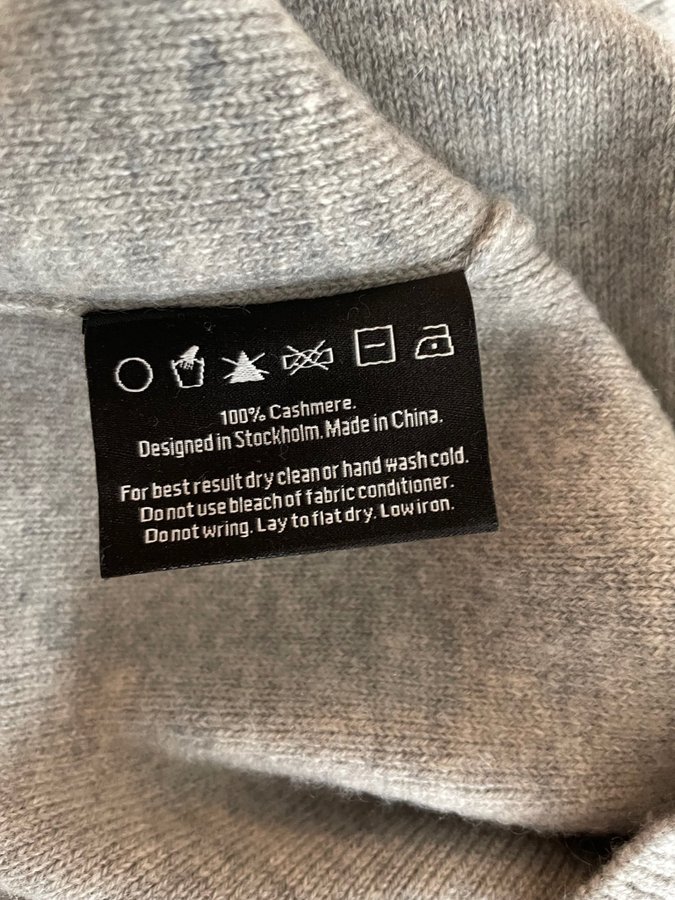 100% Cashmere.
Designed in Stockholm. Made in China.
For best result dry clean or hand wash cold.
Do not use bleach of fabric conditioner.
Do not wring. Lay to flat dry. Low iron.